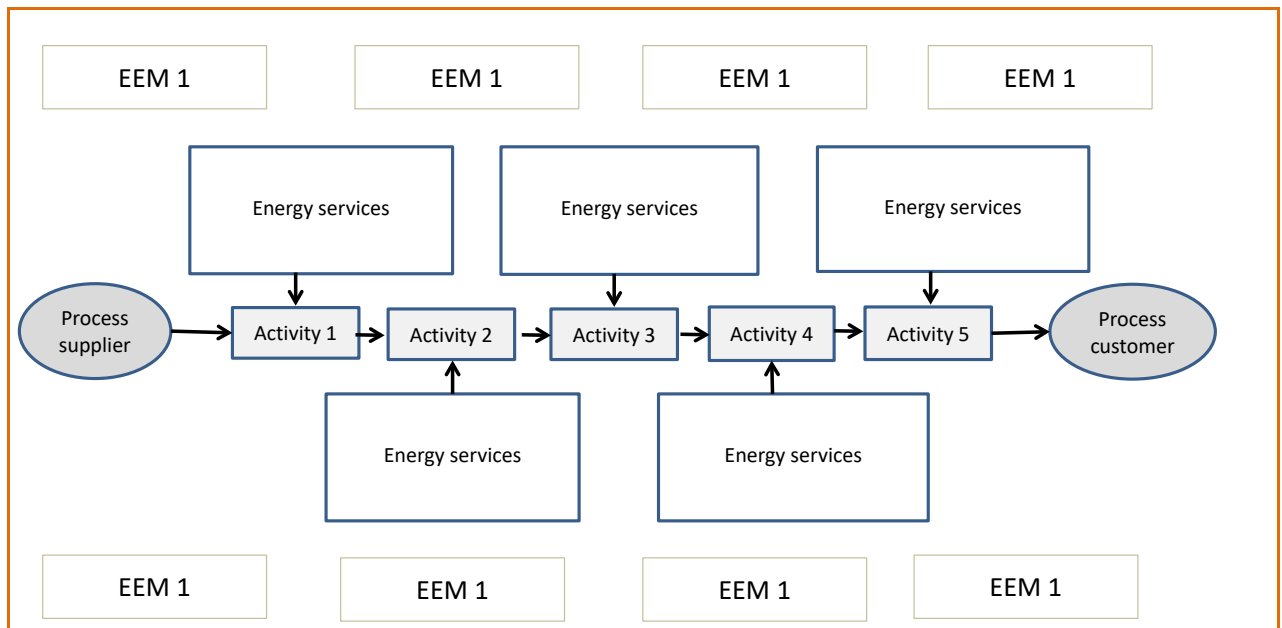 EEM 1
EEM 1
EEM 1
EEM 1
Energy services
Energy services
Energy services
Process
supplier
Activity 1
Activity 2
Activity 3
Activity 4
Activity 5
Process
customer
Energy services
Energy services
EEM 1
EEM 1
EEM 1
EEM 1